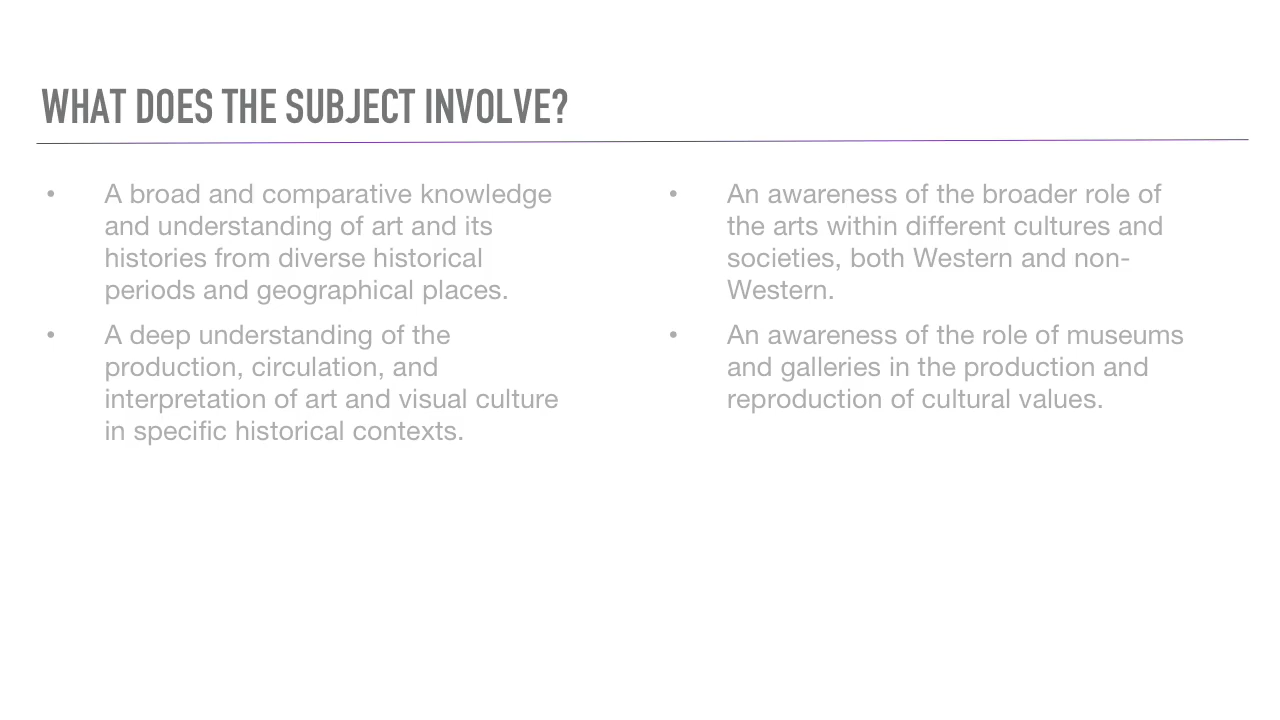 WHAT DOES THE SUBJECT INVOLVE?
• A broad and comparative knowledge
and understanding of art and its
histories from diverse historical
periods and geographical places.
• A deep understanding of the
production, circulation, and
interpretation of art and visual culture
in specific historical contexts.
• An awareness of the broader role of
the arts within different cultures and
societies, both Western and non-
Western.
• An awareness of the role of museums
and galleries in the production and
reproduction of cultural values.